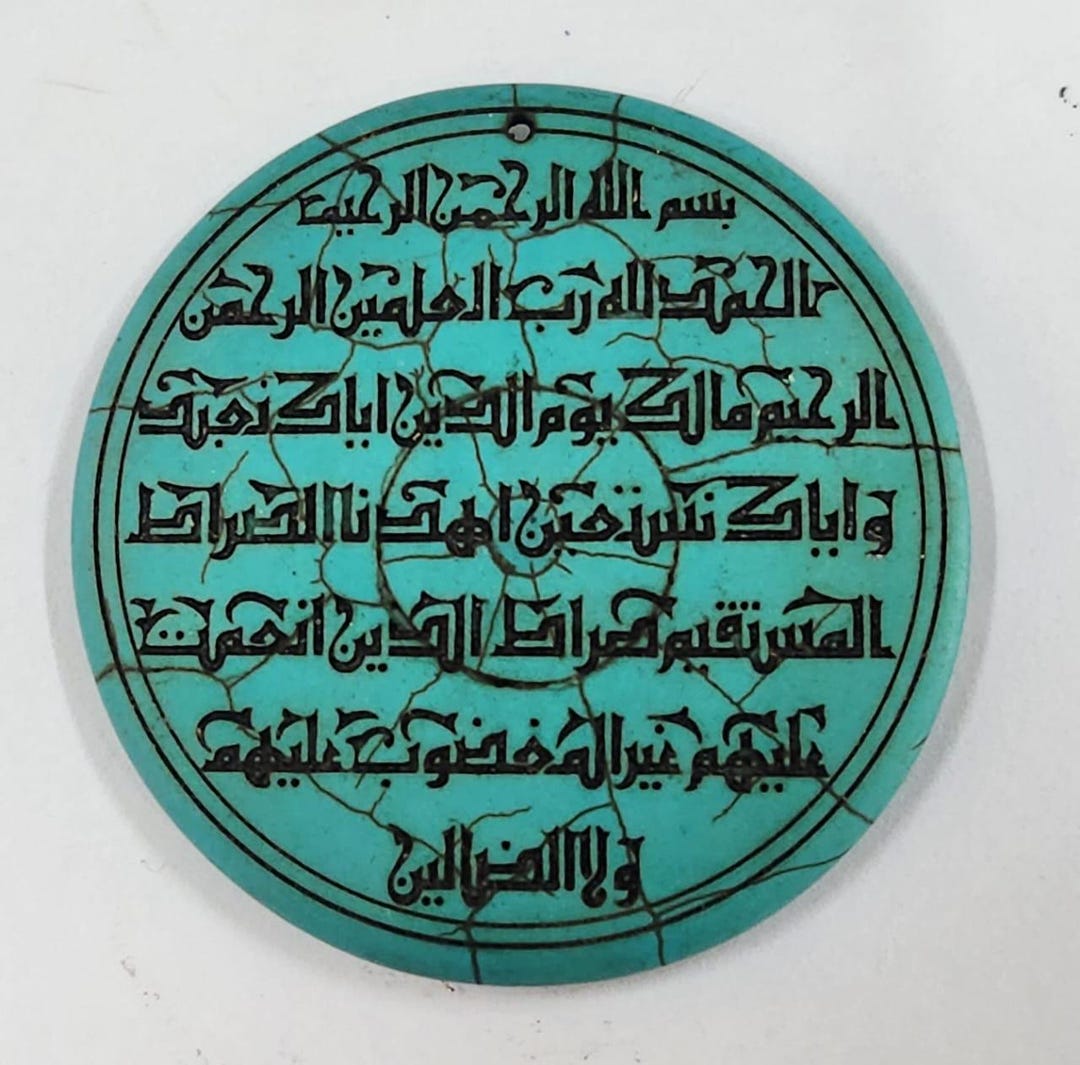 بسم الله الرحمن الرحيم
الحمد لله رب العلمين الرحمن
الرحيم مالك يوم الدين اياك نعبد
و اياك نستعين اهدنا الصراط
المستقيم صراط الذين انعمت
عليهم غير المغضوب عليهم
ولا الضالين